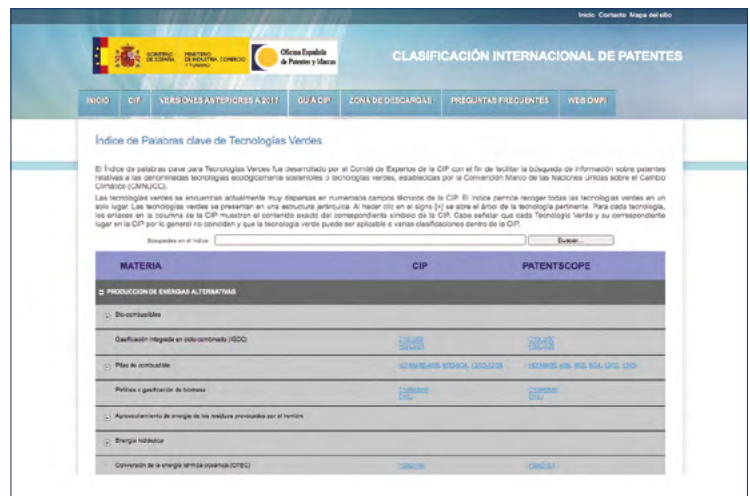 Inicio Contacto Mapa del sitio
GOBIERNO DE ESPAÑA
MINISTERIO DE INDUSTRIA, COMERCIO Y TURISMO
Oficina Española de Patentes y Marcas
CLASIFICACIÓN INTERNACIONAL DE PATENTES
INICIO CIP VERSIONES ANTERIORES A 2017 GUÍA CIP ZONA DE DESCARGAS PREGUNTAS FRECUENTES WEB OMPI
Índice de Palabras clave de Tecnologías Verdes
El Índice de palabras clave para Tecnologías Verdes fue desarrollado por el Comité de Expertos de la CIP con el fin de facilitar la búsqueda de información sobre patentes
relativas a las denominadas tecnologías ecológicamente sostenibles o tecnologías verdes, establecidas por la Convención Marco de las Naciones Unidas sobre el Cambio
Climático (CMNUCC).
Las tecnologías verdes se encuentran actualmente muy dispersas en numerosos campos técnicos de la CIP. El índice permite recoger todas las tecnologías verdes en un
solo lugar. Las tecnologías verdes se presentan en una estructura jerárquica. Al hacer clic en el signo [+] se abre el árbol de la tecnología pertinente. Para cada tecnología,
los enlaces en la columna de la CIP muestran el contenido exacto del correspondiente símbolo de la CIP. Cabe señalar que cada Tecnología Verde y su correspondiente
lugar en la CIP por lo general no coinciden y que la tecnología verde puede ser aplicable a varias clasificaciones dentro de la CIP.
Búsquedas en el índice Buscar...
MATERIA CIP PATENTSCOPE
PRODUCCION DE ENERGIAS ALTERNATIVAS
Bio-combustibles
Gasificación integrada en ciclo combinado (IGCC)
Pilas de combustible
Pirólisis o gasificación de biomasa
Aprovechamiento de energía de los residuos provocados por el hombre
Energía hidráulica
Conversión de la energía térmica oceánica (OTEC)